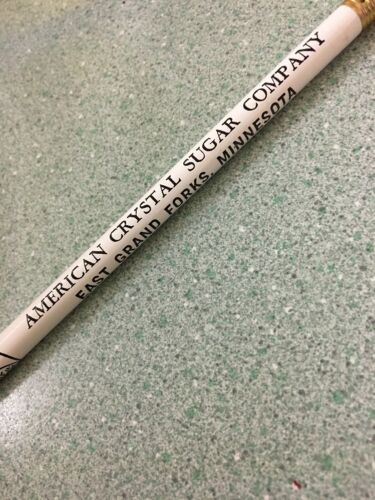 AMERICAN CRYSTAL SUGAR COMPANY
EAST GRAND FORKS, MINNESOTA